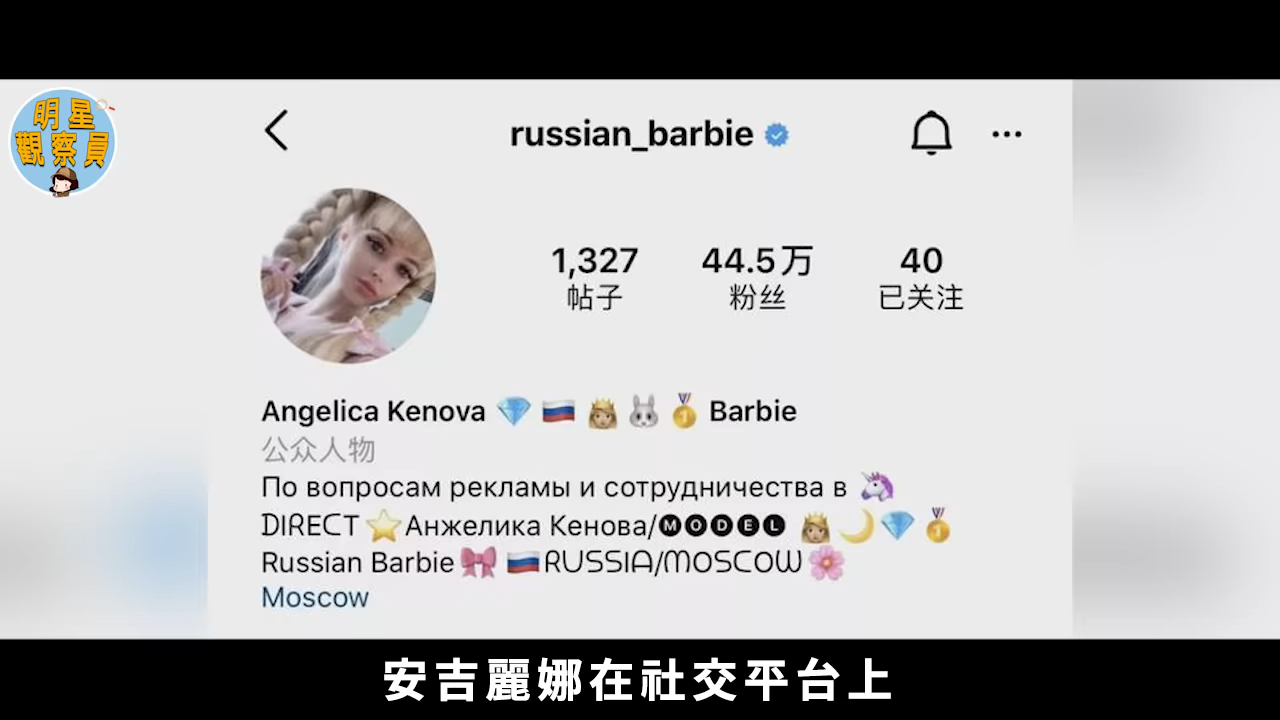 明星
觀察員
russian_barbie
1,327 44.5万 40
帖子 粉丝 已关注
Angelica Kenova 💎 🇷🇺 👸🏼 🐰 🥇 Barbie
公众人物
По вопросам рекламы и сотрудничества в 🦄
DIRECT ⭐Анжелика Кенова/🅜🅞🅓🅔🅛 👸🏼🌙💎🥇
Russian Barbie🎀 🇷🇺RUSSIA/MOSCOW🌸
Moscow
安吉麗娜在社交平台上